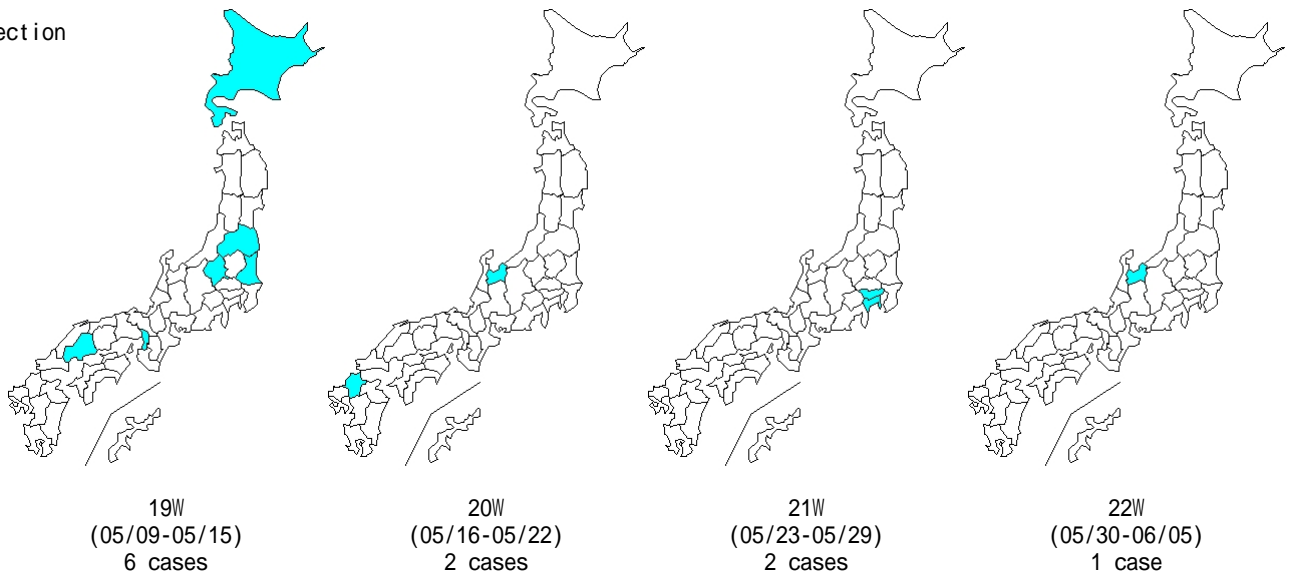 ection
19W
(05/09-05/15)
6 cases
20W
(05/16-05/22)
2 cases
21W
(05/23-05/29)
2 cases
22W
(05/30-06/05)
1 case